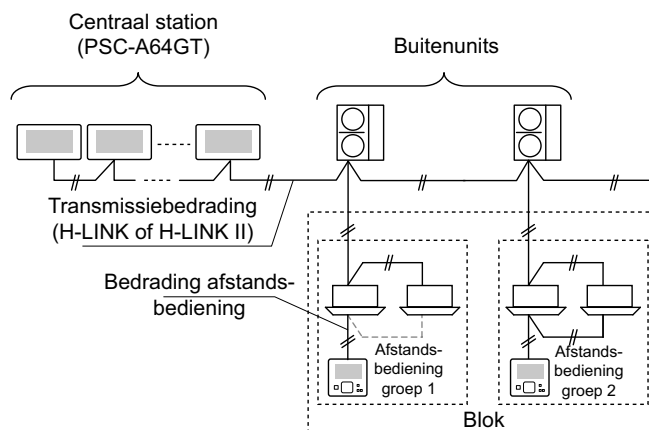 Centraal station
(PSC-A64GT)
Buitenunits
Transmissiebedrading
(H-LINK of H-LINK II)
Bedrading afstands-
bediening
Afstands-
bediening
groep 1
Afstands-
bediening
groep 2
Blok